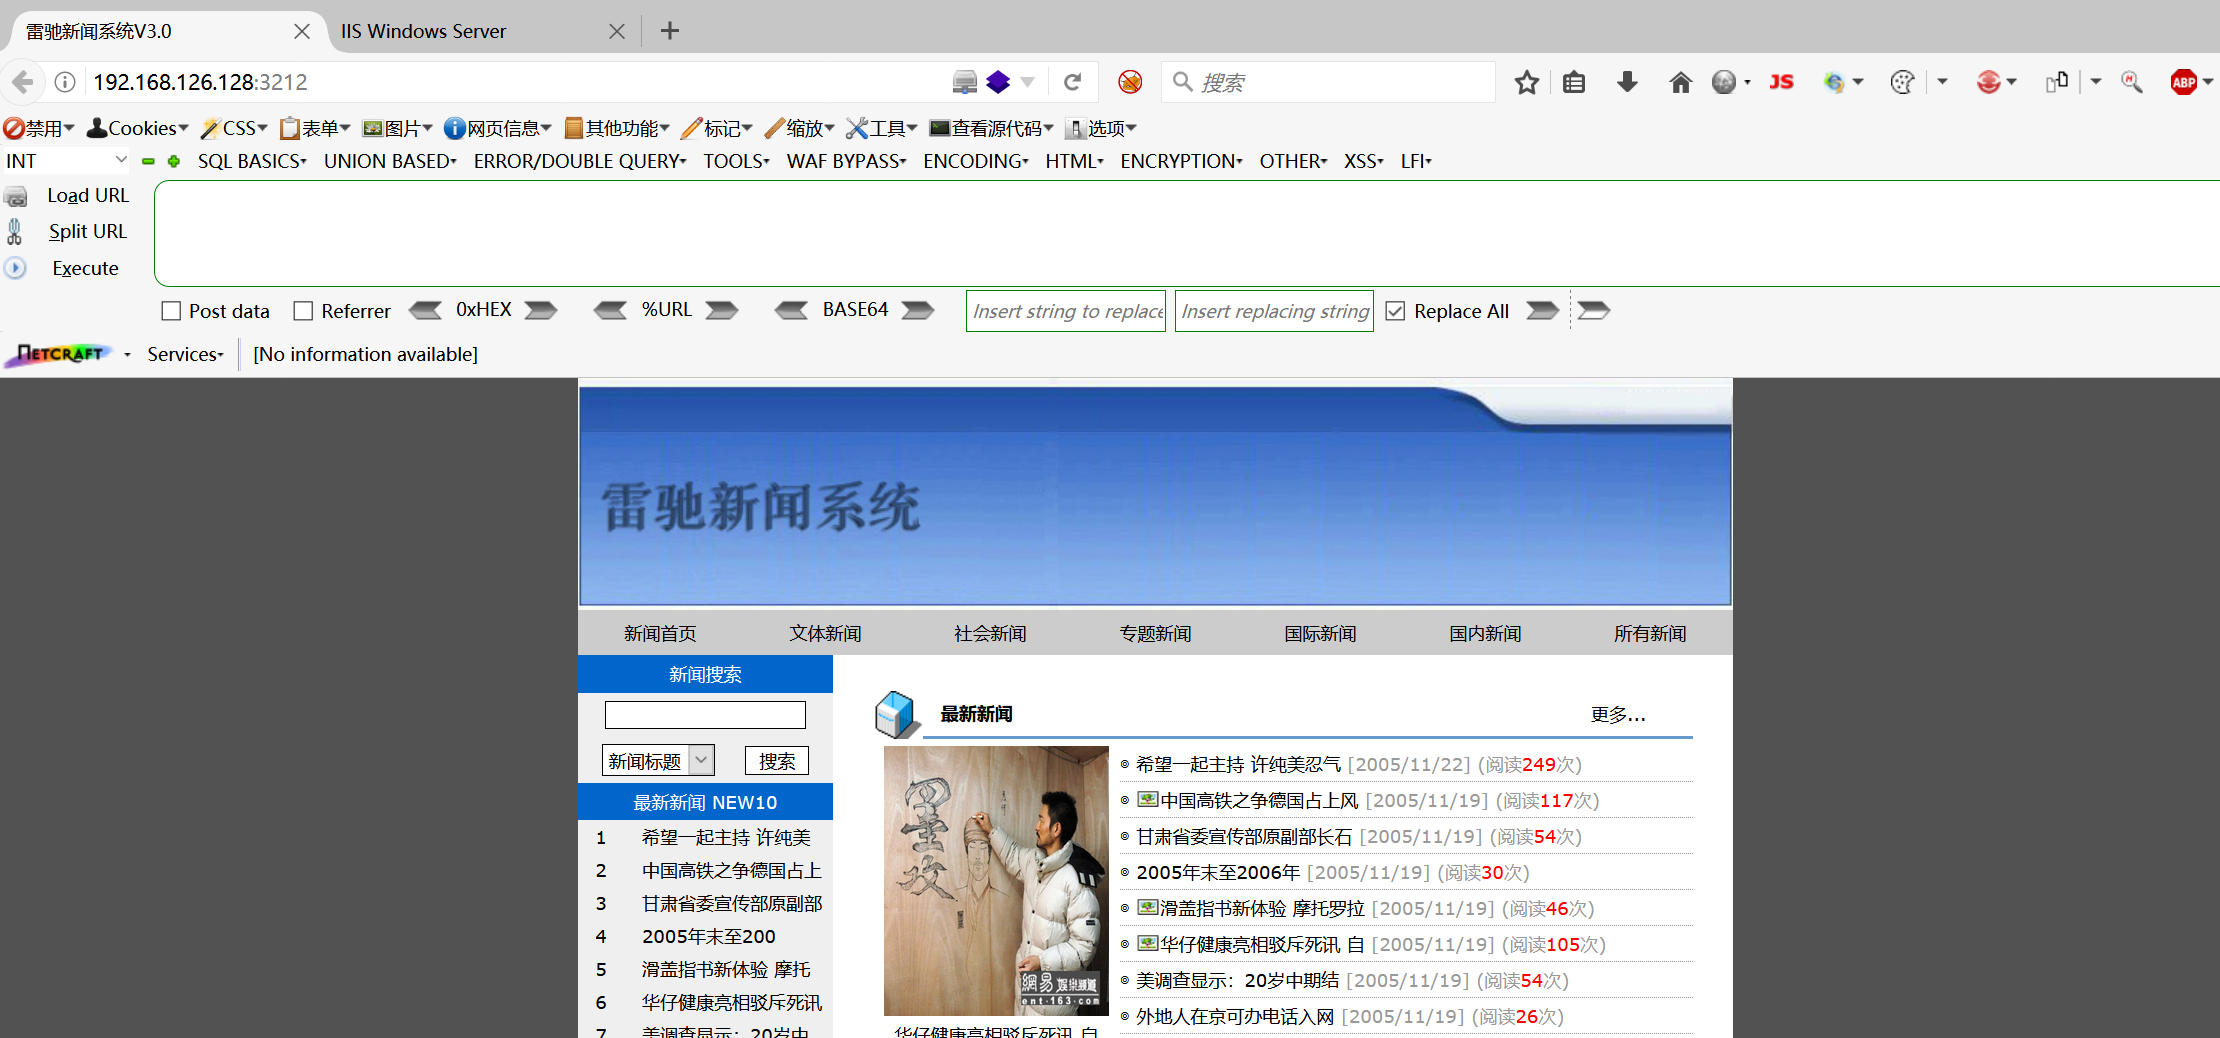 雷驰新闻系统V3.0 IIS Windows Server
192.168.126.128:3212 搜索 JS ABP
禁用 Cookies CSS 表单 图片 网页信息 其他功能 标记 缩放 工具 查看源代码 选项
INT SQL BASICS UNION BASED ERROR/DOUBLE QUERY TOOLS WAF BYPASS ENCODING HTML ENCRYPTION OTHER XSS LFI
Load URL
Split URL
Execute
Post data Referrer 0xHEX %URL BASE64 Insert string to replace Insert replacing string Replace All
NETCRAFT Services [No information available]
雷驰新闻系统
新闻首页 文体新闻 社会新闻 专题新闻 国际新闻 国内新闻 所有新闻
新闻搜索
新闻标题 搜索
最新新闻 NEW10
1 希望一起主持 许纯美
2 中国高铁之争德国占上
3 甘肃省委宣传部原副部
4 2005年末至200
5 滑盖指书新体验 摩托
6 华仔健康亮相驳斥死讯
7 美调查显示：20岁中
最新新闻 更多...
墨攻
網易 娱樂頻道
ent.163.com
华仔健康亮相驳斥死讯 自
希望一起主持 许纯美忍气 [2005/11/22] (阅读249次)
中国高铁之争德国占上风 [2005/11/19] (阅读117次)
甘肃省委宣传部原副部长石 [2005/11/19] (阅读54次)
2005年末至2006年 [2005/11/19] (阅读30次)
滑盖指书新体验 摩托罗拉 [2005/11/19] (阅读46次)
华仔健康亮相驳斥死讯 自 [2005/11/19] (阅读105次)
美调查显示：20岁中期结 [2005/11/19] (阅读54次)
外地人在京可办电话入网 [2005/11/19] (阅读26次)